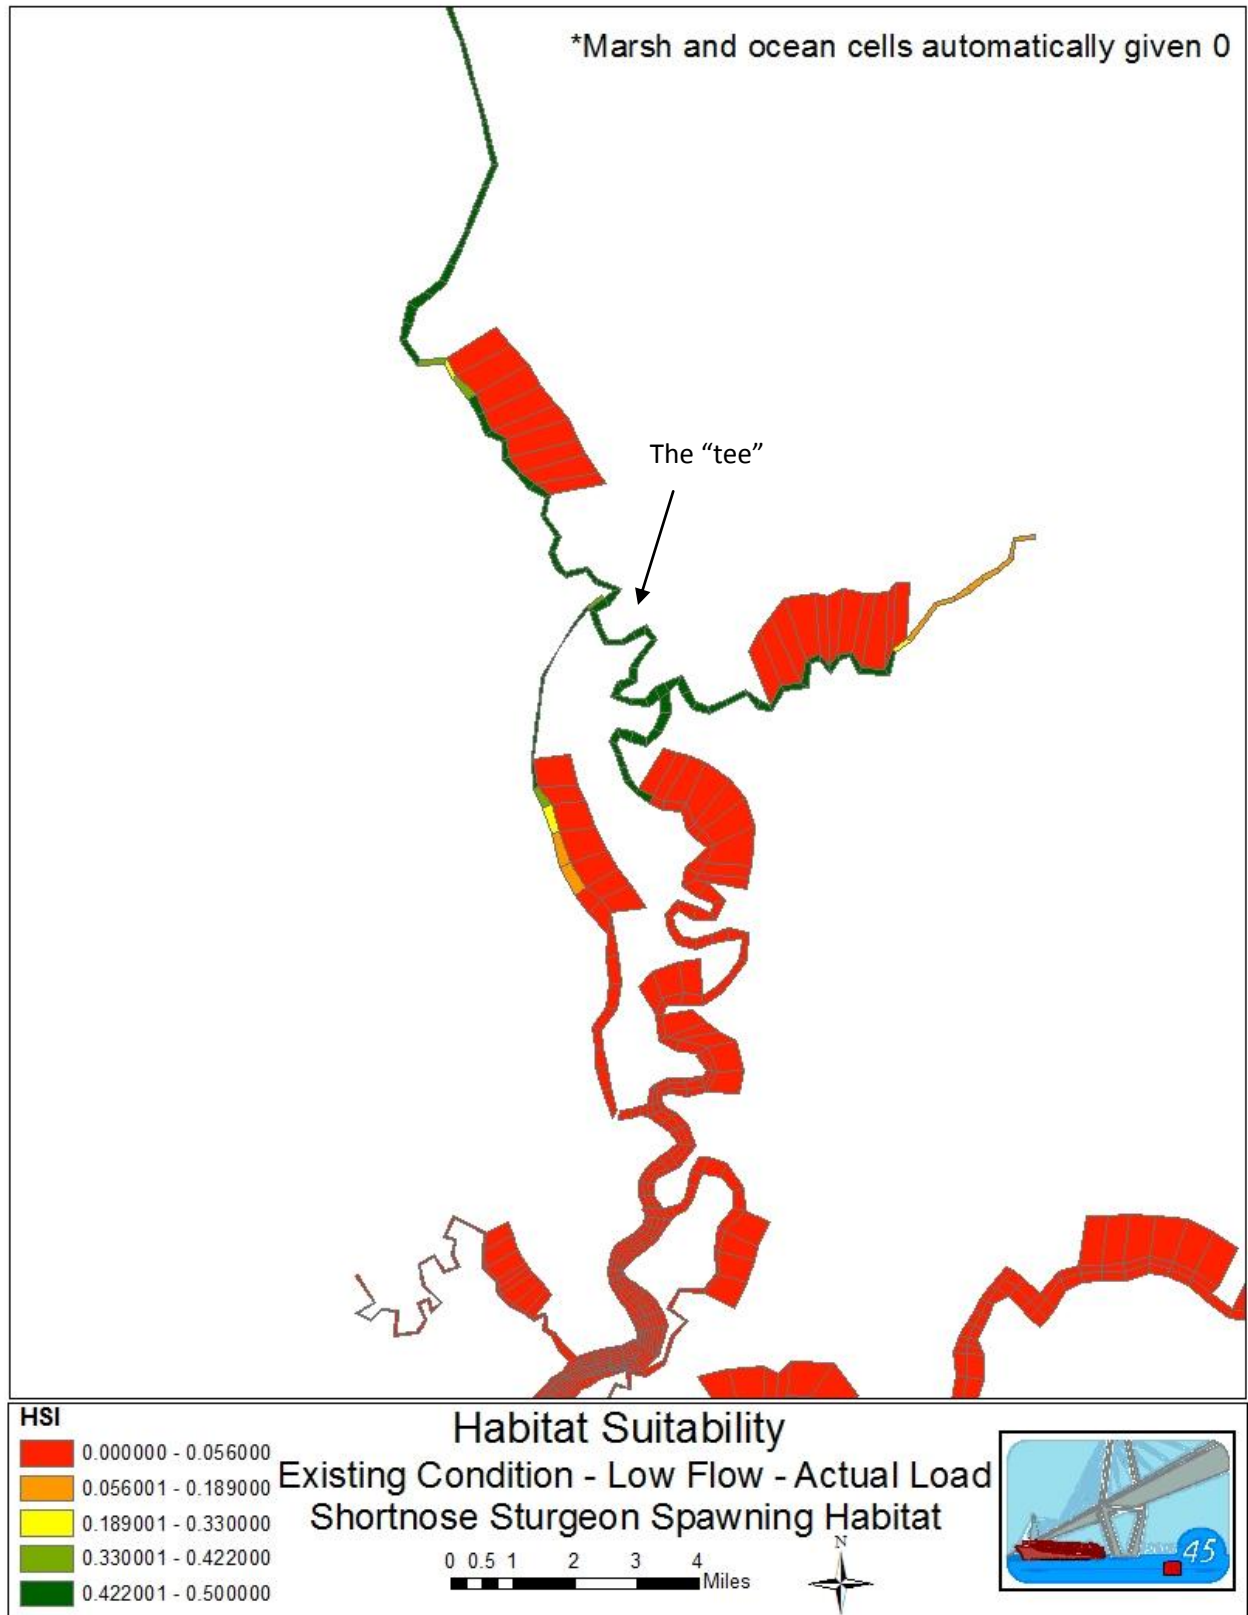 *Marsh and ocean cells automatically given 0
The “tee”
HSI
0.000000 - 0.056000
0.056001 - 0.189000
0.189001 - 0.330000
0.330001 - 0.422000
0.422001 - 0.500000
Habitat Suitability
Existing Condition - Low Flow - Actual Load
Shortnose Sturgeon Spawning Habitat
0 0.5 1 2 3 4
Miles
N
45